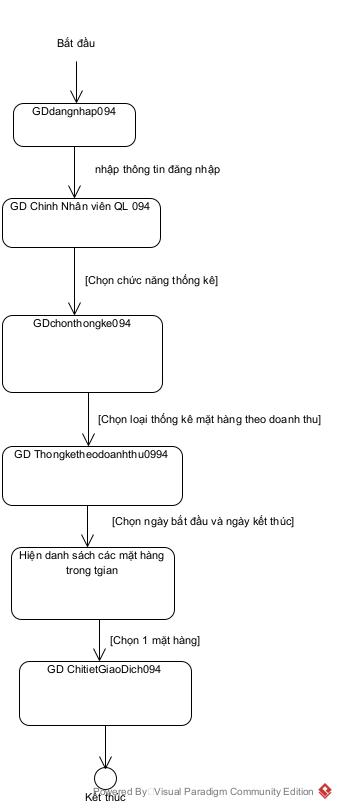 Bắt đầu
GDdangnhap094
nhập thông tin đăng nhập
GD Chinh Nhân viên QL 094
[Chọn chức năng thống kê]
GDchonthongke094
[Chọn loại thống kê mặt hàng theo doanh thu]
GD Thongketheodoanhthu0994
[Chọn ngày bắt đầu và ngày kết thúc]
Hiện danh sách các mặt hàng
trong tgian
[Chọn 1 mặt hàng]
GD ChitietGiaoDich094
Powered By Visual Paradigm Community Edition
Kết thúc